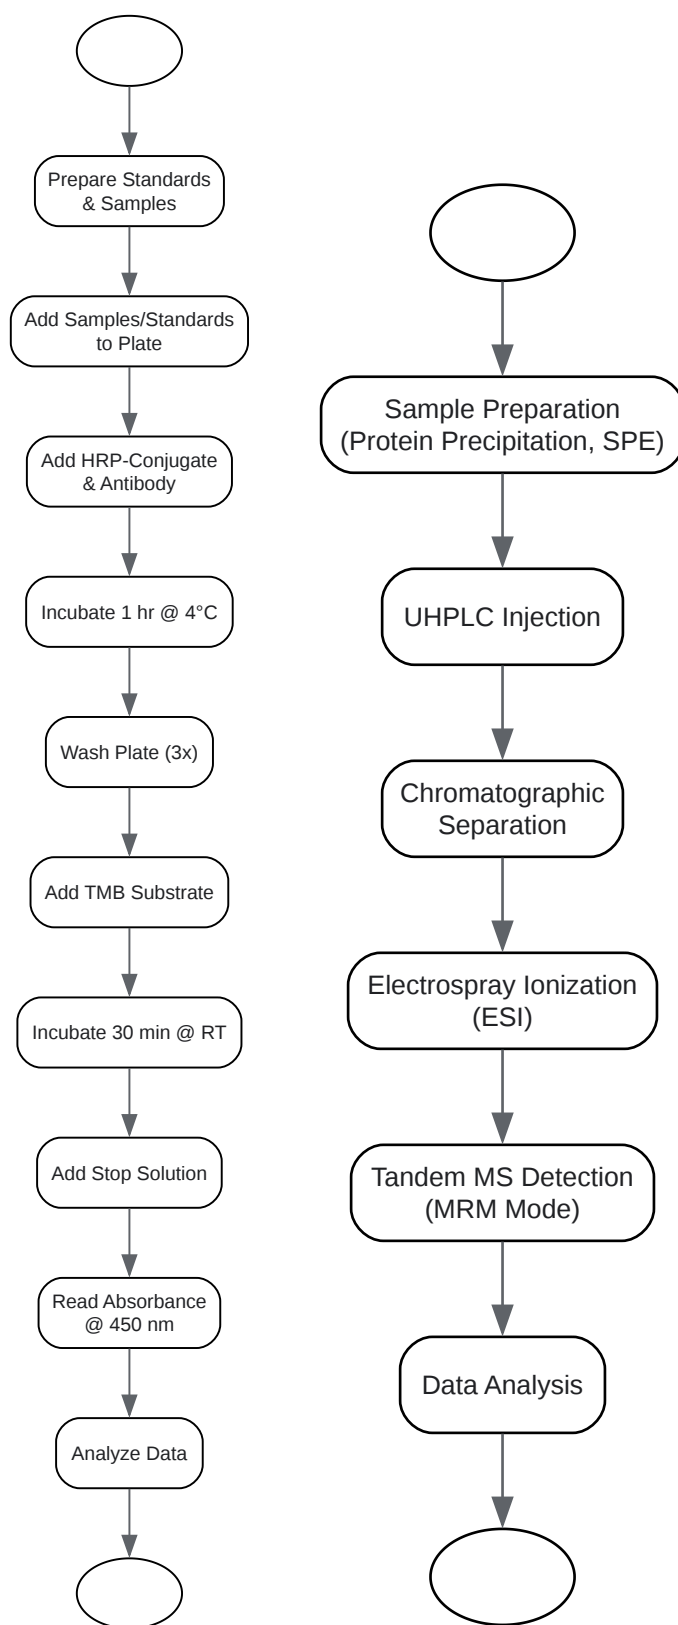 Prepare Standards
& Samples
Add Samples/Standards
to Plate
Add HRP-Conjugate
& Antibody
Incubate 1 hr @ 4°C
Wash Plate (3x)
Add TMB Substrate
Incubate 30 min @ RT
Add Stop Solution
Read Absorbance
@ 450 nm
Analyze Data
Sample Preparation
(Protein Precipitation, SPE)
UHPLC Injection
Chromatographic
Separation
Electrospray Ionization
(ESI)
Tandem MS Detection
(MRM Mode)
Data Analysis